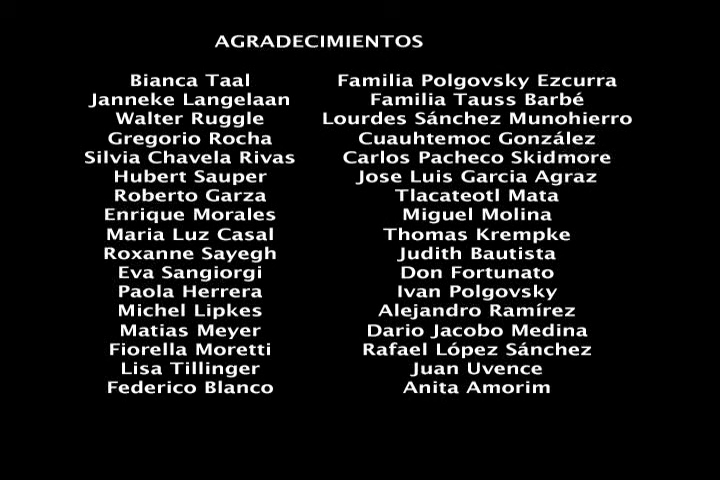 AGRADECIMIENTOS
Bianca Taal
Janneke Langelaan
Walter Ruggle
Gregorio Rocha
Silvia Chavela Rivas
Hubert Sauper
Roberto Garza
Enrique Morales
Maria Luz Casal
Roxanne Sayegh
Eva Sangiorgi
Paola Herrera
Michel Lipkes
Matias Meyer
Fiorella Moretti
Lisa Tillinger
Federico Blanco
Familia Polgovsky Ezcurra
Familia Tauss Barbé
Lourdes Sánchez Munohierro
Cuauhtemoc González
Carlos Pacheco Skidmore
Jose Luis Garcia Agraz
Tlacateotl Mata
Miguel Molina
Thomas Krempke
Judith Bautista
Don Fortunato
Ivan Polgovsky
Alejandro Ramírez
Dario Jacobo Medina
Rafael López Sánchez
Juan Uvence
Anita Amorim